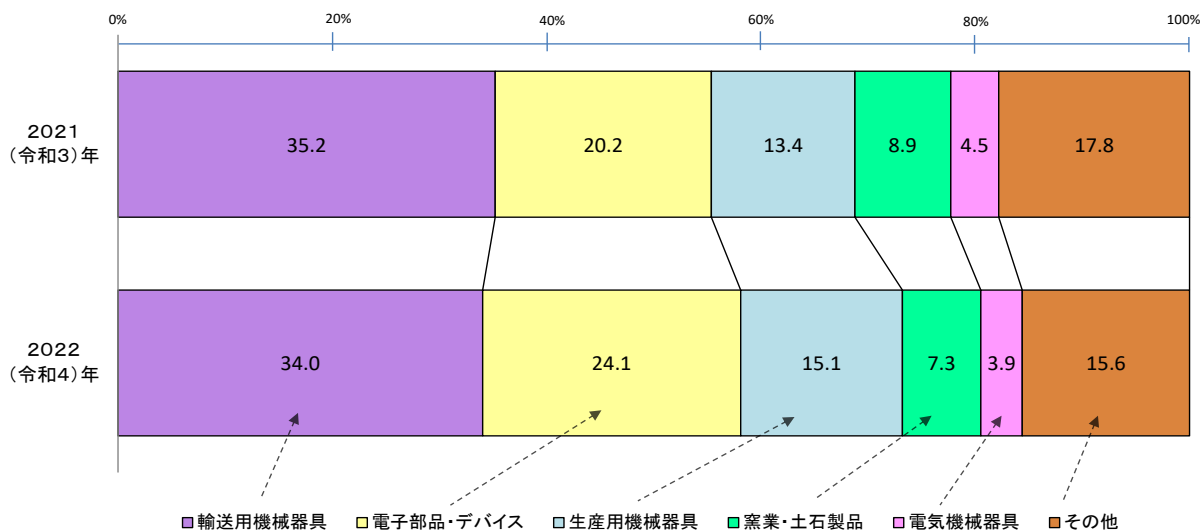 0% 20% 40% 60% 80% 100%
2021
(令和3)年
35.2 20.2 13.4 8.9 4.5 17.8
2022
(令和4)年
34.0 24.1 15.1 7.3 3.9 15.6
輸送用機械器具 電子部品・デバイス 生産用機械器具 窯業・土石製品 電気機械器具 その他